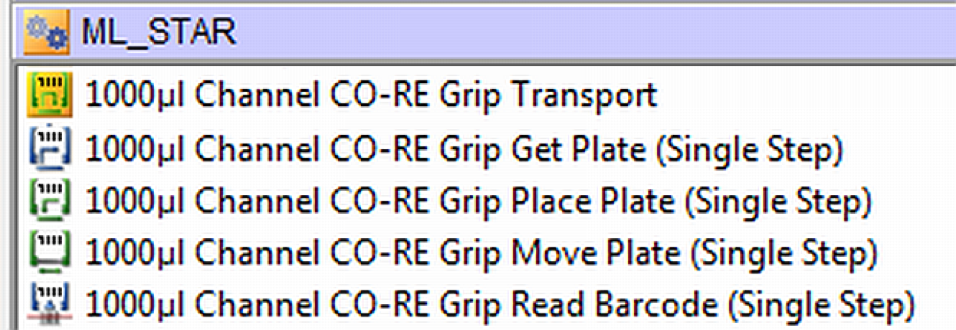 ML_STAR
1000µl Channel CO-RE Grip Transport
1000µl Channel CO-RE Grip Get Plate (Single Step)
1000µl Channel CO-RE Grip Place Plate (Single Step)
1000µl Channel CO-RE Grip Move Plate (Single Step)
1000µl Channel CO-RE Grip Read Barcode (Single Step)